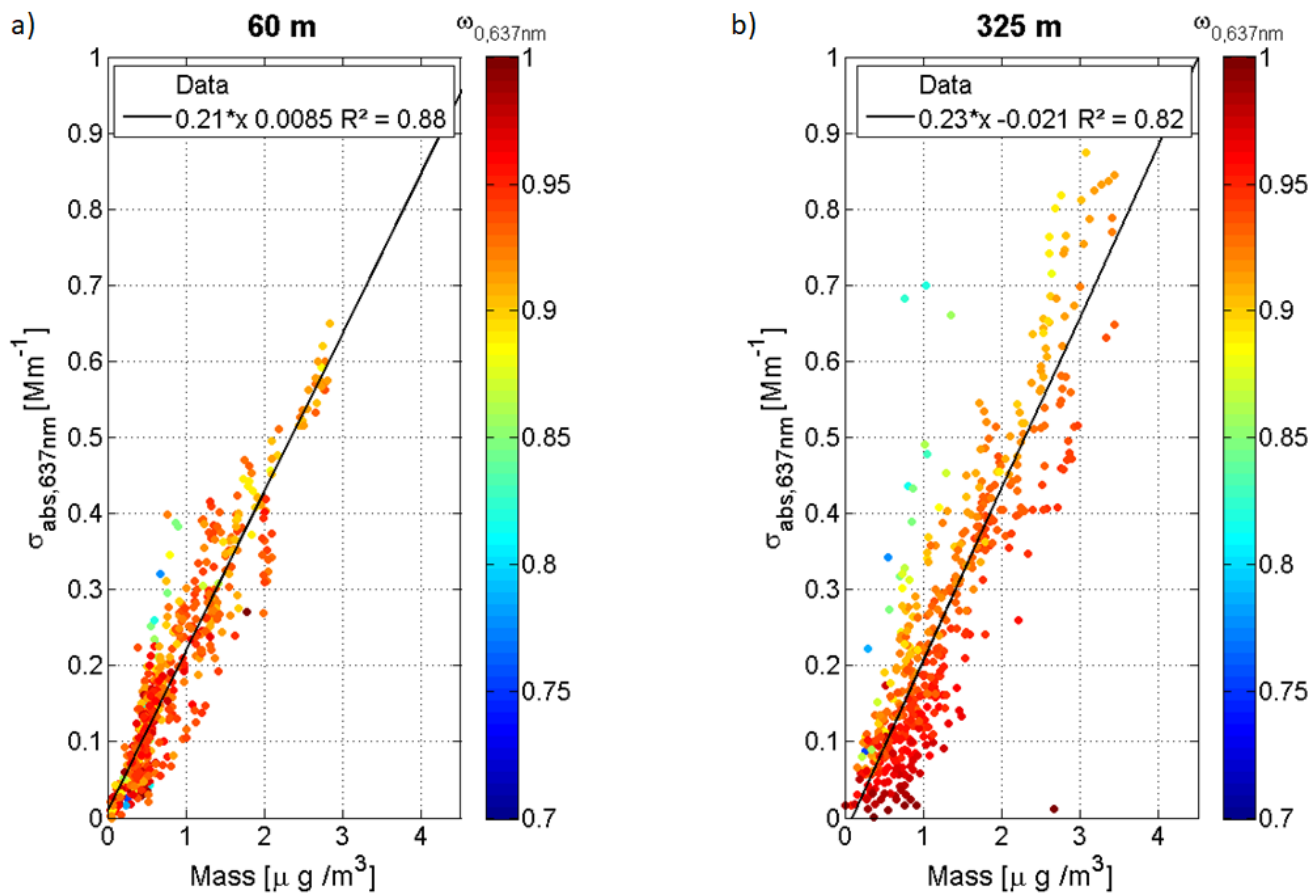 a)
60 m
ω0,637nm
1
0.9
0.8
0.7
0.6
0.5
0.4
0.3
0.2
0.1
0
Data
0.21*x 0.0085 R² = 0.88
σabs,637nm [Mm-1]
0 1 2 3 4
Mass [μ g /m3]
1
0.95
0.9
0.85
0.8
0.75
0.7
b)
325 m
ω0,637nm
1
0.9
0.8
0.7
0.6
0.5
0.4
0.3
0.2
0.1
0
Data
0.23*x -0.021 R² = 0.82
σabs,637nm [Mm-1]
0 1 2 3 4
Mass [μ g /m3]
1
0.95
0.9
0.85
0.8
0.75
0.7